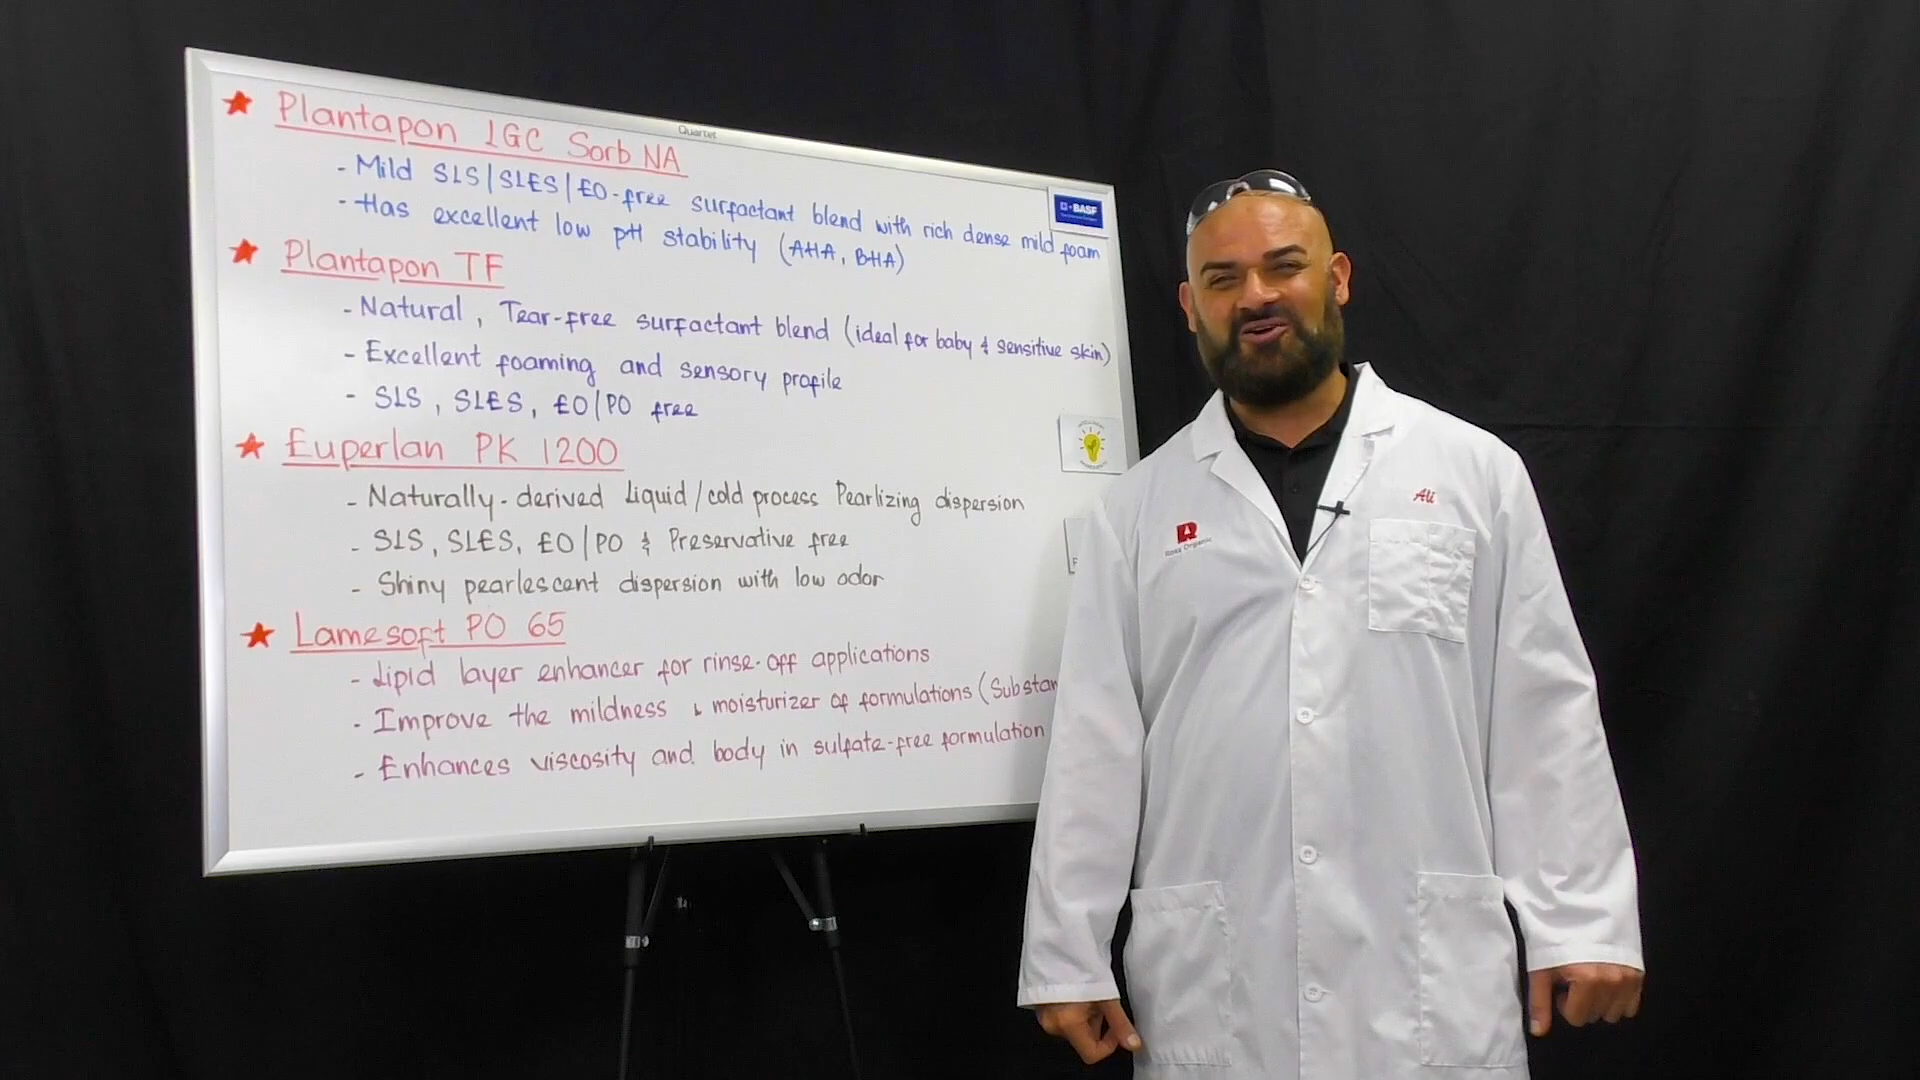 Quartet
Plantapon LGC Sorb NA
- Mild SLS/SLES/EO-free surfactant blend with rich dense mild foam
- Has excellent low pH stability (AHA, BHA)
BASF
Plantapon TF
- Natural, Tear-free surfactant blend (ideal for baby & sensitive skin)
- Excellent foaming and sensory profile
- SLS, SLES, EO/PO free
Euperlan PK 1200
- Naturally-derived Liquid/cold process Pearlizing dispersion
- SLS, SLES, EO/PO & Preservative free
- Shiny pearlescent dispersion with low odor
Lamesoft PO 65
- Lipid layer enhancer for rinse-off applications
- Improve the mildness & moisturizer of formulations (Substan
- Enhances viscosity and body in sulfate-free formulation
Ali
Ross Organic